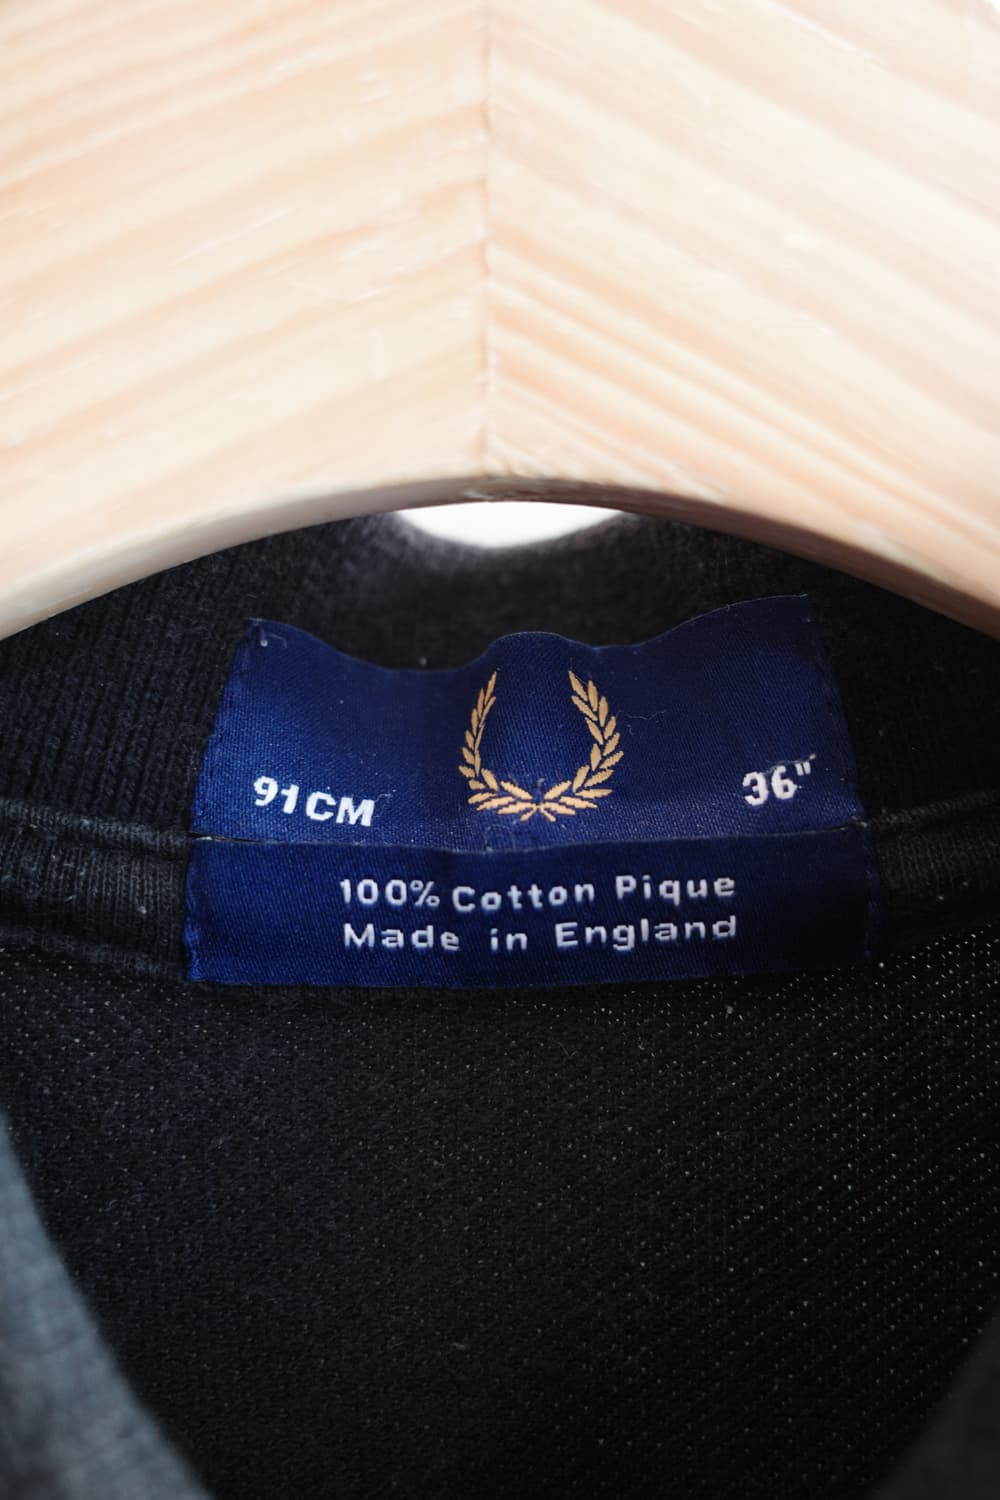 91CM 36"
100% Cotton Pique
Made in England